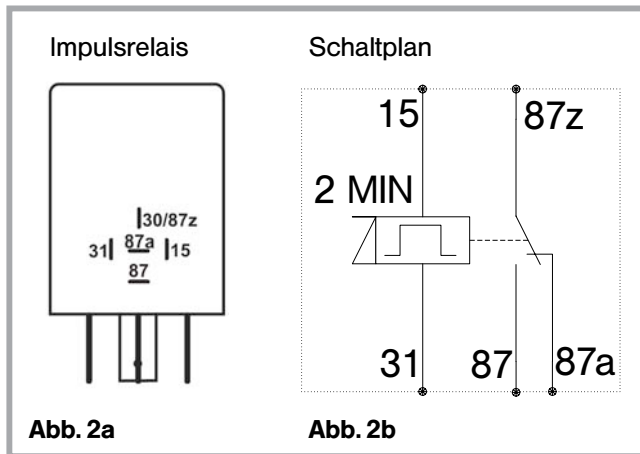 Impulsrelais
30/87z
31 87a 15
87
Abb. 2a
Schaltplan
15 87z
2 MIN
31 87 87a
Abb. 2b